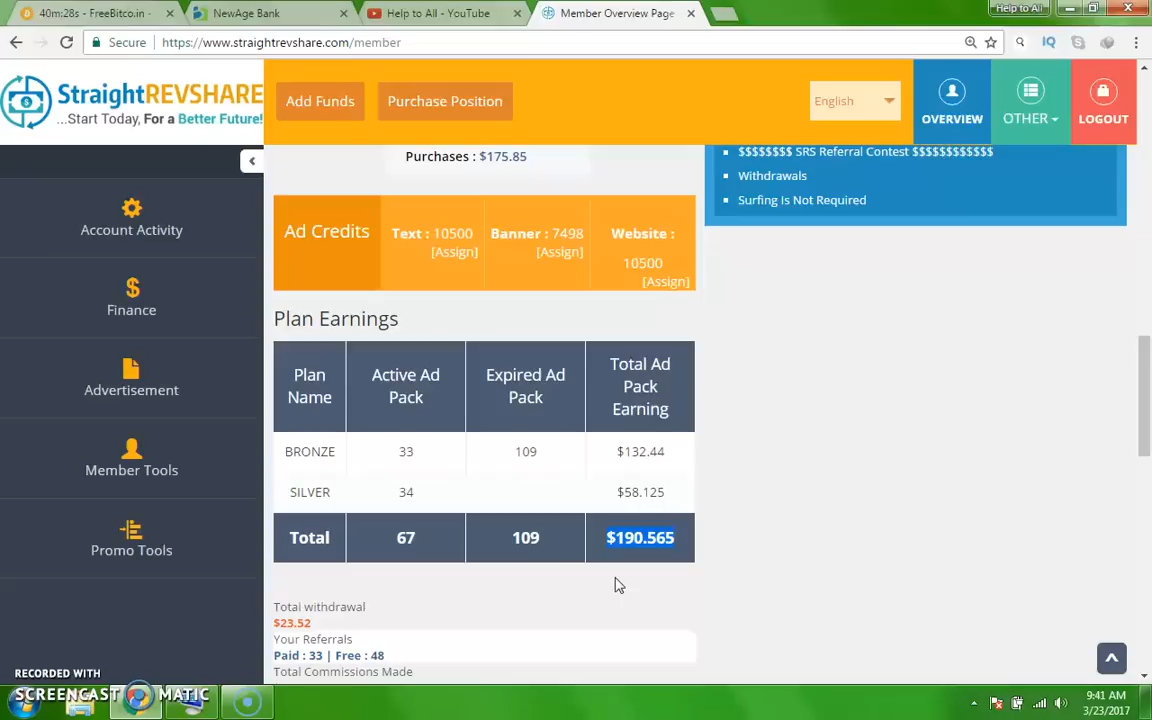 40m:28s - FreeBitco.in -
NewAge Bank
Help to All - YouTube
Member Overview Page
Help to All
Secure
https://www.straightrevshare.com/member
IQ
StraightREVSHARE
...Start Today, For a Better Future!
Add Funds
Purchase Position
English
OVERVIEW
OTHER
LOGOUT
Account Activity
Finance
Advertisement
Member Tools
Promo Tools
Purchases : $175.85
$$$$$$$$ SRS Referral Contest $$$$$$$$$$$$
Withdrawals
Surfing Is Not Required
Ad Credits
Text : 10500
[Assign]
Banner : 7498
[Assign]
Website :
10500
[Assign]
Plan Earnings
Plan Name
Active Ad Pack
Expired Ad Pack
Total Ad Pack Earning
BRONZE 33 109 $132.44
SILVER 34 $58.125
Total 67 109 $190.565
Total withdrawal
$23.52
Your Referrals
Paid : 33 | Free : 48
Total Commissions Made
RECORDED WITH
SCREENCAST MATIC
9:41 AM
3/23/2017